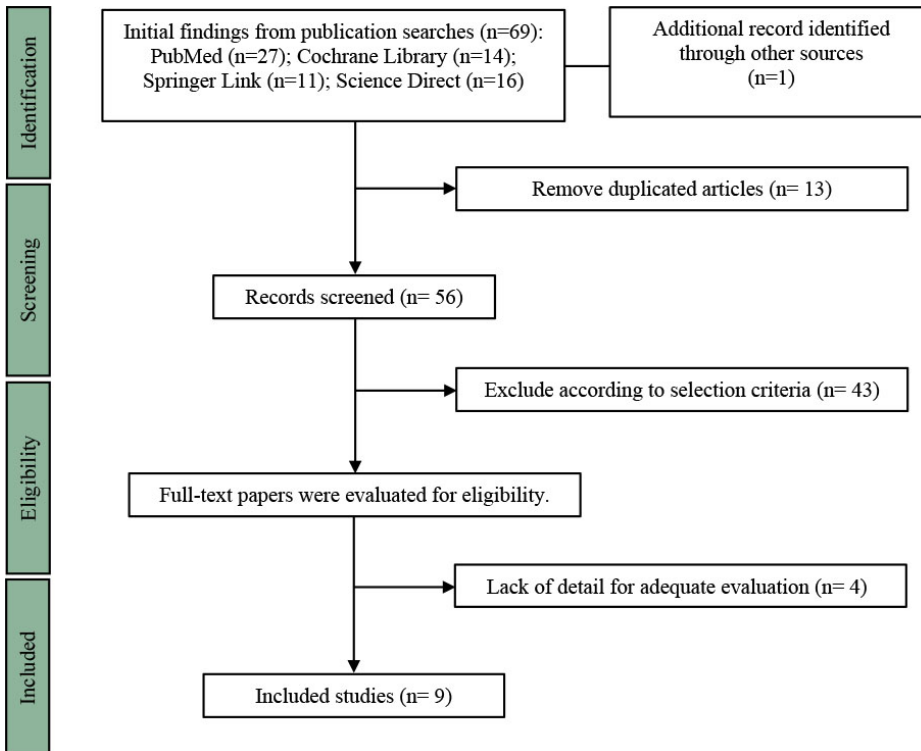 Identification
Initial findings from publication searches (n=69):
PubMed (n=27); Cochrane Library (n=14);
Springer Link (n=11); Science Direct (n=16)
Additional record identified
through other sources
(n=1)
Remove duplicated articles (n= 13)
Screening
Records screened (n= 56)
Exclude according to selection criteria (n= 43)
Eligibility
Full-text papers were evaluated for eligibility.
Lack of detail for adequate evaluation (n= 4)
Included
Included studies (n= 9)